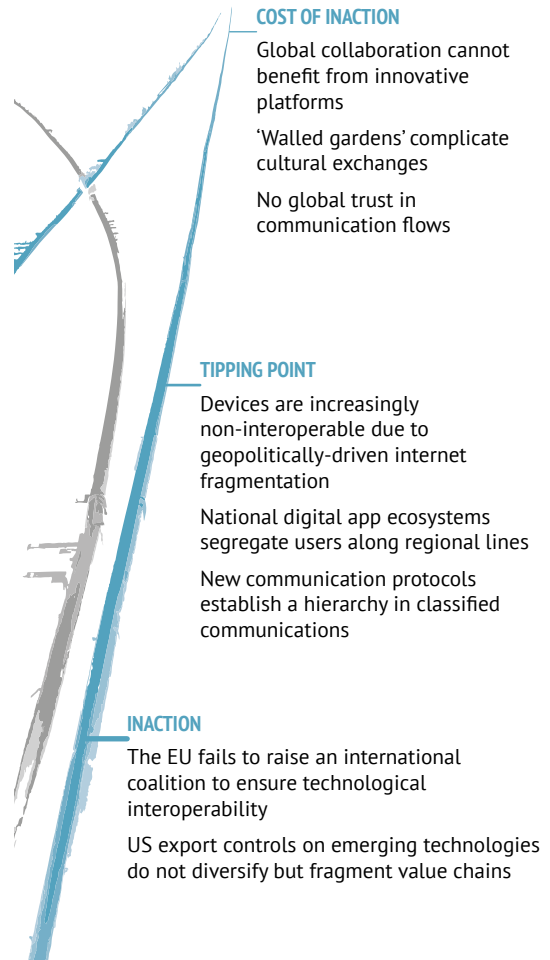 COST OF INACTION
Global collaboration cannot
benefit from innovative
platforms
‘Walled gardens’ complicate
cultural exchanges
No global trust in
communication flows
TIPPING POINT
Devices are increasingly
non-interoperable due to
geopolitically-driven internet
fragmentation
National digital app ecosystems
segregate users along regional lines
New communication protocols
establish a hierarchy in classified
communications
INACTION
The EU fails to raise an international
coalition to ensure technological
interoperability
US export controls on emerging technologies
do not diversify but fragment value chains